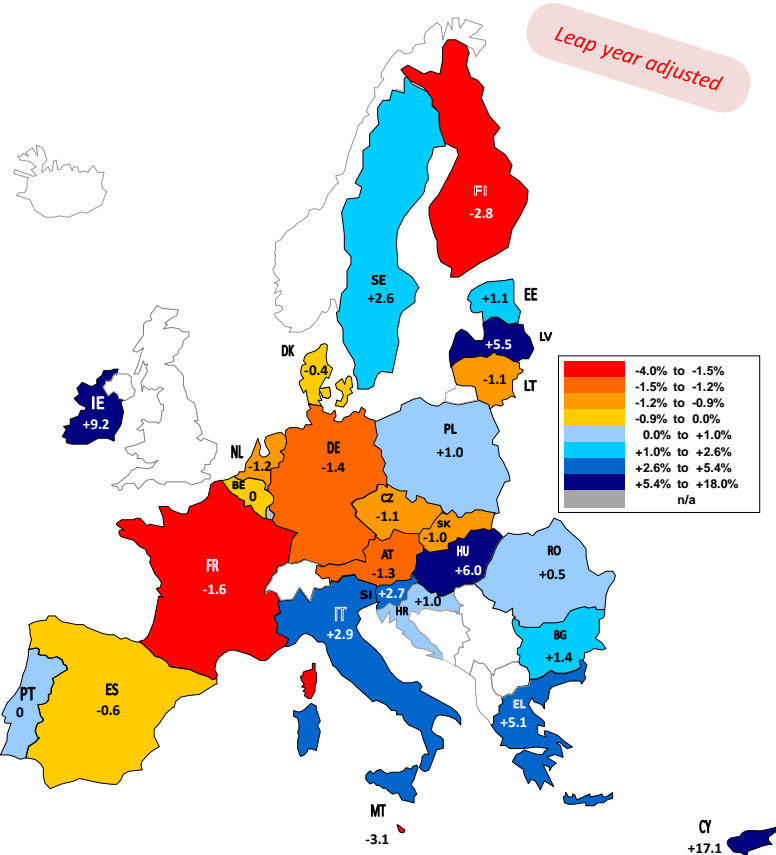 Leap year adjusted
FI
-2.8
SE
+2.6
+1.1 EE
LV
+5.5
-1.1
LT
DK
-0.4
IE
+9.2
-4.0% to -1.5%
-1.5% to -1.2%
-1.2% to -0.9%
-0.9% to 0.0%
0.0% to +1.0%
+1.0% to +2.6%
+2.6% to +5.4%
+5.4% to +18.0%
n/a
NL
-1.2
BE
0
DE
-1.4
PL
+1.0
CZ
-1.1
SK
-1.0
FR
-1.6
AT
-1.3
HU
+6.0
RO
+0.5
SI +2.7
HR
+1.0
IT
+2.9
BG
+1.4
PT
0
ES
-0.6
EL
+5.1
MT
-3.1
CY
+17.1